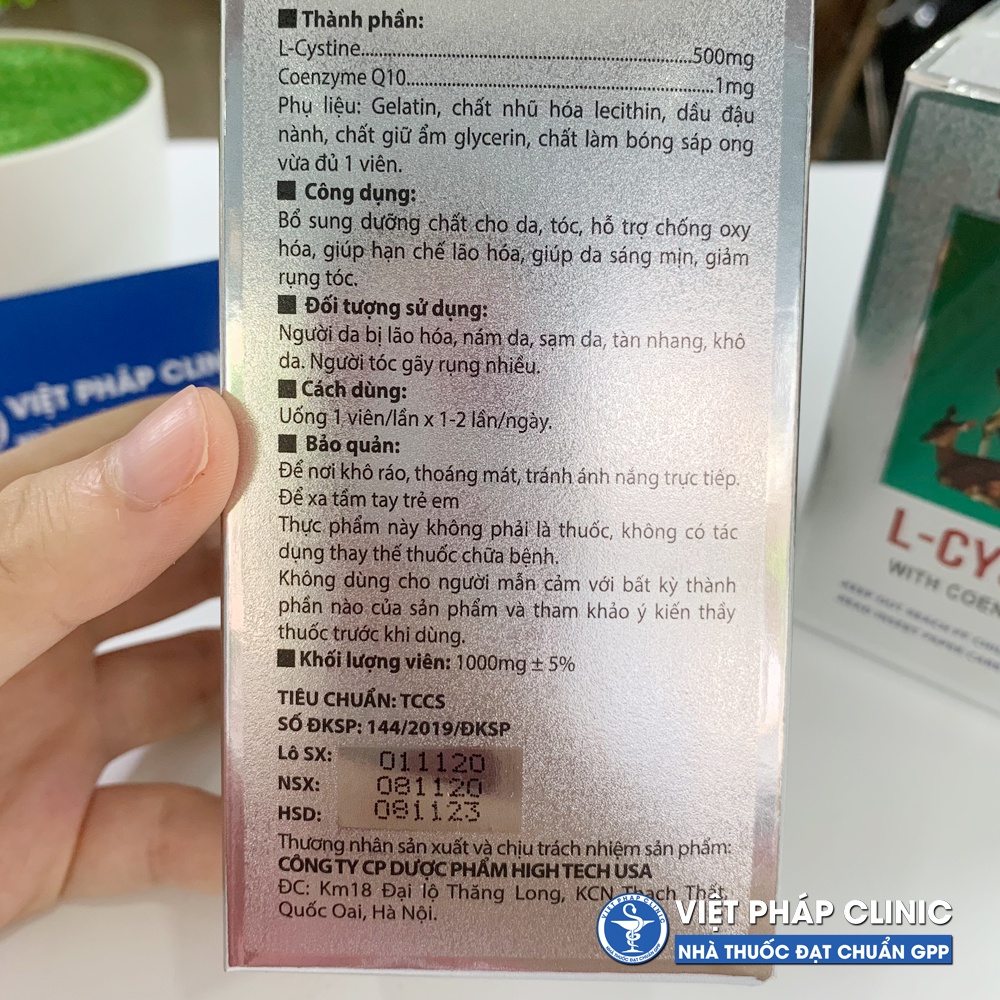 ■ Thành phần:
L-Cystine..........................................................................500mg
Coenzyme Q10................................................................1mg
Phụ liệu: Gelatin, chất nhũ hóa lecithin, dầu đậu
nành, chất giữ ẩm glycerin, chất làm bóng sáp ong
vừa đủ 1 viên.
■ Công dụng:
Bổ sung dưỡng chất cho da, tóc, hỗ trợ chống oxy
hóa, giúp hạn chế lão hóa, giúp da sáng mịn, giảm
rụng tóc.
■ Đối tượng sử dụng:
Người da bị lão hóa, nám da, sạm da, tàn nhang, khô
da. Người tóc gãy rụng nhiều.
■ Cách dùng:
Uống 1 viên/lần x 1-2 lần/ngày.
■ Bảo quản:
Để nơi khô ráo, thoáng mát, tránh ánh nắng trực tiếp.
Để xa tầm tay trẻ em
Thực phẩm này không phải là thuốc, không có tác
dụng thay thế thuốc chữa bệnh.
Không dùng cho người mẫn cảm với bất kỳ thành
phần nào của sản phẩm và tham khảo ý kiến thầy
thuốc trước khi dùng.
■ Khối lượng viên: 1000mg ± 5%
TIÊU CHUẨN: TCCS
SỐ ĐKSP: 144/2019/ĐKSP
Lô SX: 011120
NSX: 081120
HSD: 081123
Thương nhân sản xuất và chịu trách nhiệm sản phẩm:
CÔNG TY CP DƯỢC PHẨM HIGH TECH USA
ĐC: Km18 Đại lộ Thăng Long, KCN Thạch Thất,
Quốc Oai, Hà Nội.
VIỆT PHÁP CLINIC
L-CY
WITH COEN
VIỆT PHÁP CLINIC
NHÀ THUỐC ĐẠT CHUẨN GPP